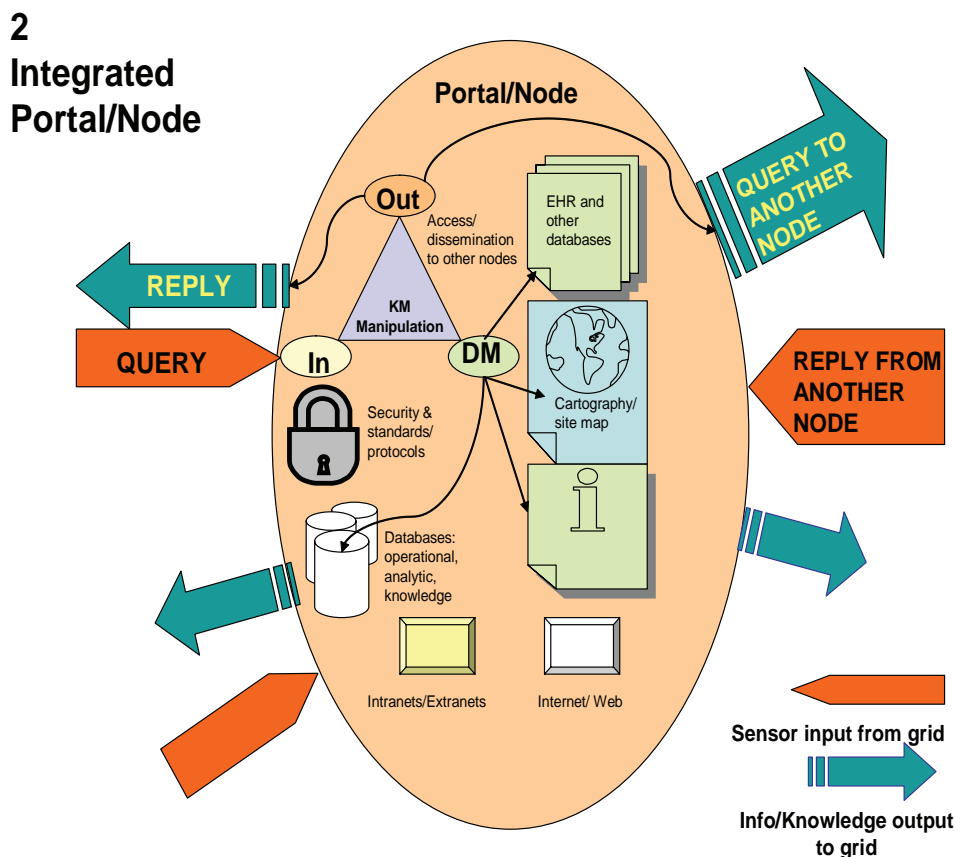 2
Integrated
Portal/Node
Portal/Node
Out
Access/
dissemination
to other nodes
EHR and
other
databases
QUERY TO
ANOTHER
NODE
REPLY
KM
Manipulation
QUERY
In
DM
REPLY FROM
ANOTHER
NODE
Cartography/
site map
Security &
standards/
protocols
i
Databases:
operational,
analytic,
knowledge
Intranets/Extranets
Internet/ Web
Sensor input from grid
Info/Knowledge output
to grid